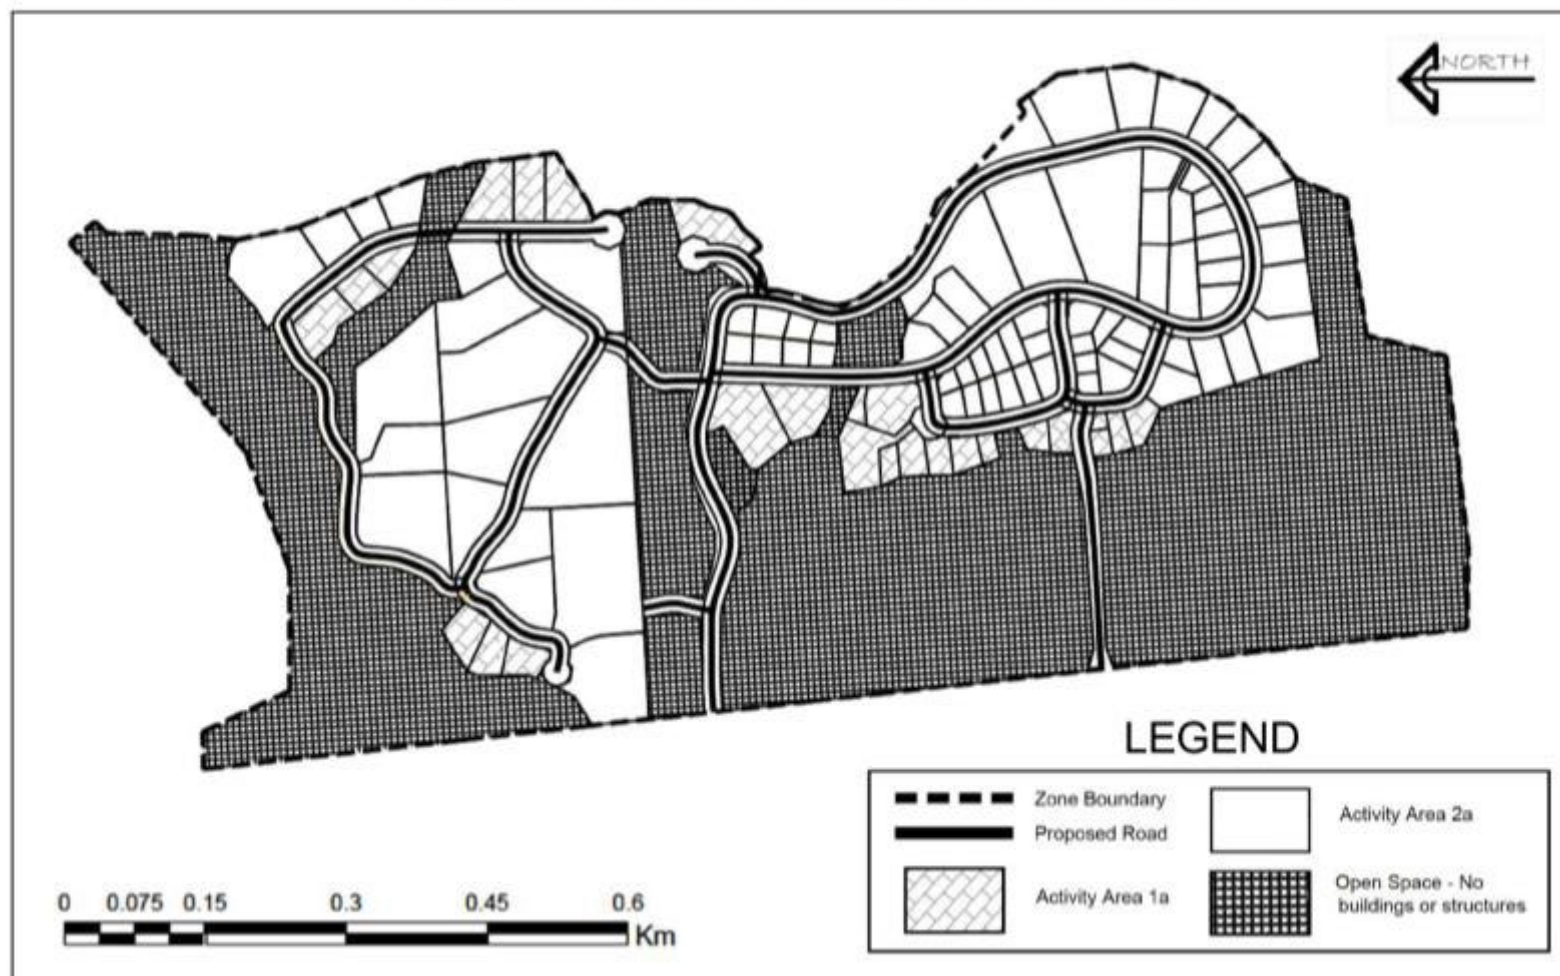 NORTH
LEGEND
Zone Boundary
Proposed Road
Activity Area 1a
Activity Area 2a
Open Space - No
buildings or structures
0 0.075 0.15 0.3 0.45 0.6
Km